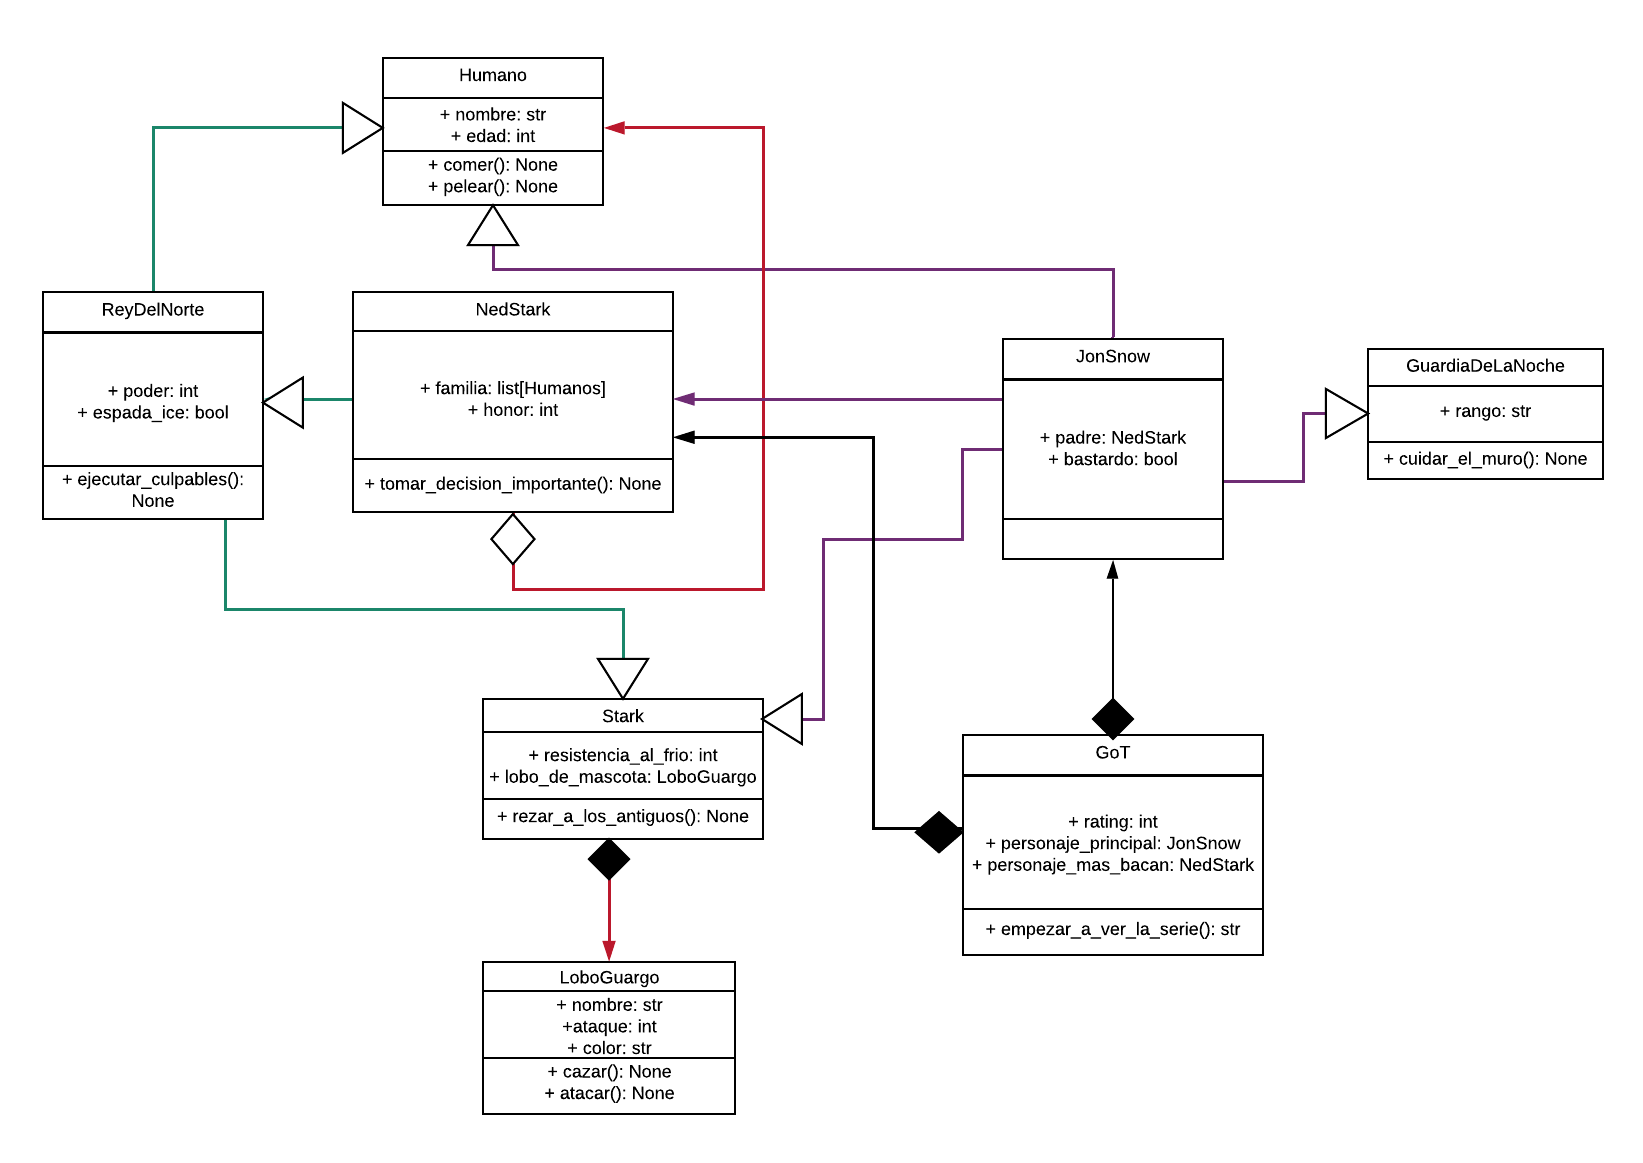 Humano
+ nombre: str
+ edad: int
+ comer(): None
+ pelear(): None
ReyDelNorte
+ poder: int
+ espada_ice: bool
+ ejecutar_culpables():
None
NedStark
+ familia: list[Humanos]
+ honor: int
+ tomar_decision_importante(): None
JonSnow
+ padre: NedStark
+ bastardo: bool
GuardiaDeLaNoche
+ rango: str
+ cuidar_el_muro(): None
Stark
+ resistencia_al_frio: int
+ lobo_de_mascota: LoboGuargo
+ rezar_a_los_antiguos(): None
GoT
+ rating: int
+ personaje_principal: JonSnow
+ personaje_mas_bacan: NedStark
+ empezar_a_ver_la_serie(): str
LoboGuargo
+ nombre: str
+ataque: int
+ color: str
+ cazar(): None
+ atacar(): None